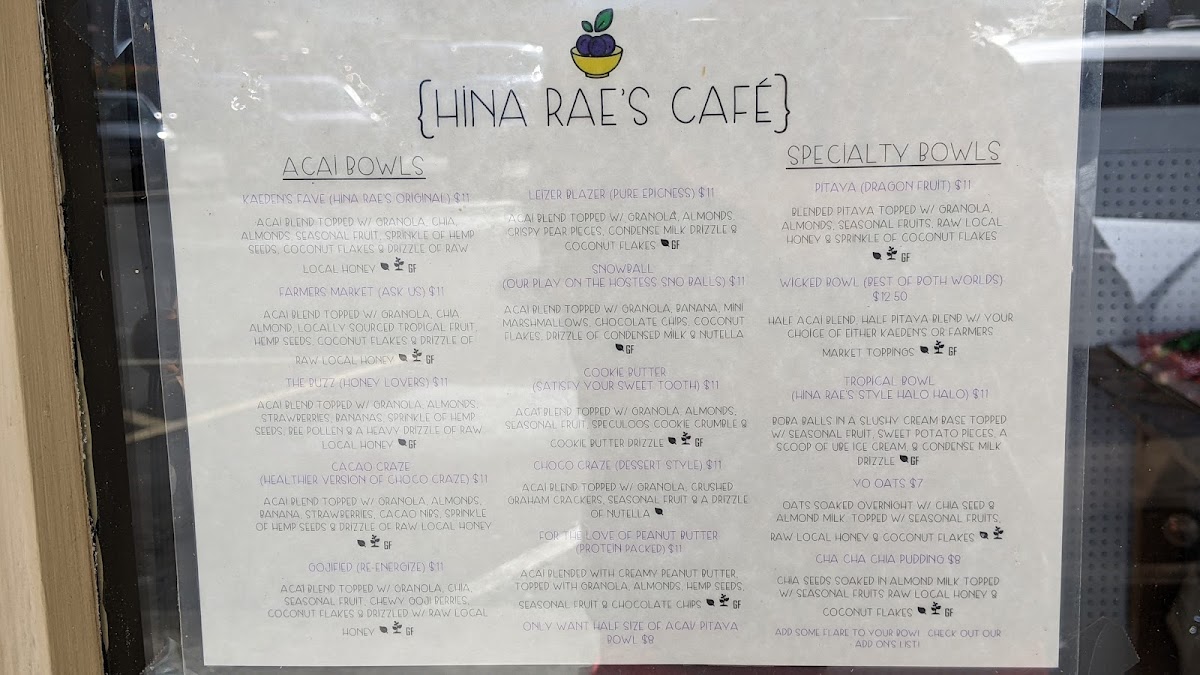 {HINA RAE'S CAFÉ}
ACAI BOWLS
KAEDEN'S FAVE (HINA RAE'S ORIGINAL) $11
ACAI BLEND TOPPED W/ GRANOLA, CHIA,
ALMONDS, SEASONAL FRUIT, SPRINKLE OF HEMP
SEEDS, COCONUT FLAKES & DRIZZLE OF RAW
LOCAL HONEY GF
FARMERS MARKET (ASK US) $11
ACAI BLEND TOPPED W/ GRANOLA, CHIA
ALMOND, LOCALLY SOURCED TROPICAL FRUIT,
HEMP SEEDS, COCONUT FLAKES & DRIZZLE OF
RAW LOCAL HONEY GF
THE BUZZ (HONEY LOVERS) $11
ACAI BLEND TOPPED W/ GRANOLA, ALMONDS,
STRAWBERRIES, BANANAS, SPRINKLE OF HEMP
SEEDS, BEE POLLEN & A HEAVY DRIZZLE OF RAW
LOCAL HONEY GF
CACAO CRAZE
(HEALTHIER VERSION OF CHOCO CRAZE) $11
ACAI BLEND TOPPED W/ GRANOLA, ALMONDS,
BANANA, STRAWBERRIES, CACAO NIBS, SPRINKLE
OF HEMP SEEDS & DRIZZLE OF RAW LOCAL HONEY
GF
GOJIFIED (RE-ENERGIZE) $11
ACAI BLEND TOPPED W/ GRANOLA, CHIA,
SEASONAL FRUIT, CHEWY GOJI BERRIES,
COCONUT FLAKES & DRIZZLED W/ RAW LOCAL
HONEY GF
LEIZER BLAZER (PURE EPICNESS) $11
ACAI BLEND TOPPED W/ GRANOLA, ALMONDS,
CRISPY PEAR PIECES, CONDENSE MILK DRIZZLE &
COCONUT FLAKES GF
SNOWBALL
(OUR PLAY ON THE HOSTESS SNO BALLS) $11
ACAI BLEND TOPPED W/ GRANOLA, BANANA, MINI
MARSHMALLOWS, CHOCOLATE CHIPS, COCONUT
FLAKES, DRIZZLE OF CONDENSED MILK & NUTELLA
GF
COOKIE BUTTER
(SATISFY YOUR SWEET TOOTH) $11
ACAI BLEND TOPPED W/ GRANOLA, ALMONDS,
SEASONAL FRUIT, SPECULOOS COOKIE CRUMBLE &
COOKIE BUTTER DRIZZLE GF
CHOCO CRAZE (DESSERT STYLE) $11
ACAI BLEND TOPPED W/ GRANOLA, CRUSHED
GRAHAM CRACKERS, SEASONAL FRUIT & A DRIZZLE
OF NUTELLA
FOR THE LOVE OF PEANUT BUTTER
(PROTEIN PACKED) $11
ACAI BLENDED WITH CREAMY PEANUT BUTTER,
TOPPED WITH GRANOLA, ALMONDS, HEMP SEEDS,
SEASONAL FRUIT & CHOCOLATE CHIPS GF
ONLY WANT HALF SIZE OF ACAI/PITAYA
BOWL $8
SPECIALTY BOWLS
PITAYA (DRAGON FRUIT) $11
BLENDED PITAYA TOPPED W/ GRANOLA,
ALMONDS, SEASONAL FRUITS, RAW LOCAL
HONEY & SPRINKLE OF COCONUT FLAKES
GF
WICKED BOWL (BEST OF BOTH WORLDS)
$12.50
HALF ACAI BLEND, HALF PITAYA BLEND W/ YOUR
CHOICE OF EITHER KAEDEN'S OR FARMERS
MARKET TOPPINGS GF
TROPICAL BOWL
(HINA RAE'S STYLE HALO HALO) $11
BOBA BALLS IN A SLUSHY CREAM BASE TOPPED
W/ SEASONAL FRUIT, SWEET POTATO PIECES, A
SCOOP OF UBE ICE CREAM, & CONDENSE MILK
DRIZZLE GF
YO OATS $7
OATS SOAKED OVERNIGHT W/ CHIA SEED &
ALMOND MILK. TOPPED W/ SEASONAL FRUITS,
RAW LOCAL HONEY & COCONUT FLAKES
CHA CHA CHIA PUDDING $8
CHIA SEEDS SOAKED IN ALMOND MILK TOPPED
W/ SEASONAL FRUITS RAW LOCAL HONEY &
COCONUT FLAKES GF
ADD SOME FLARE TO YOUR BOWL. CHECK OUT OUR
ADD ON'S LIST!